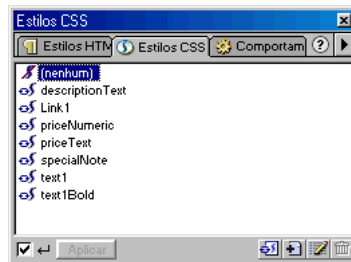 Estilos CSS
Estilos HTM Estilos CSS Comportam ?
(nenhum)
descriptionText
Link1
priceNumeric
priceText
specialNote
text1
text1Bold
Aplicar